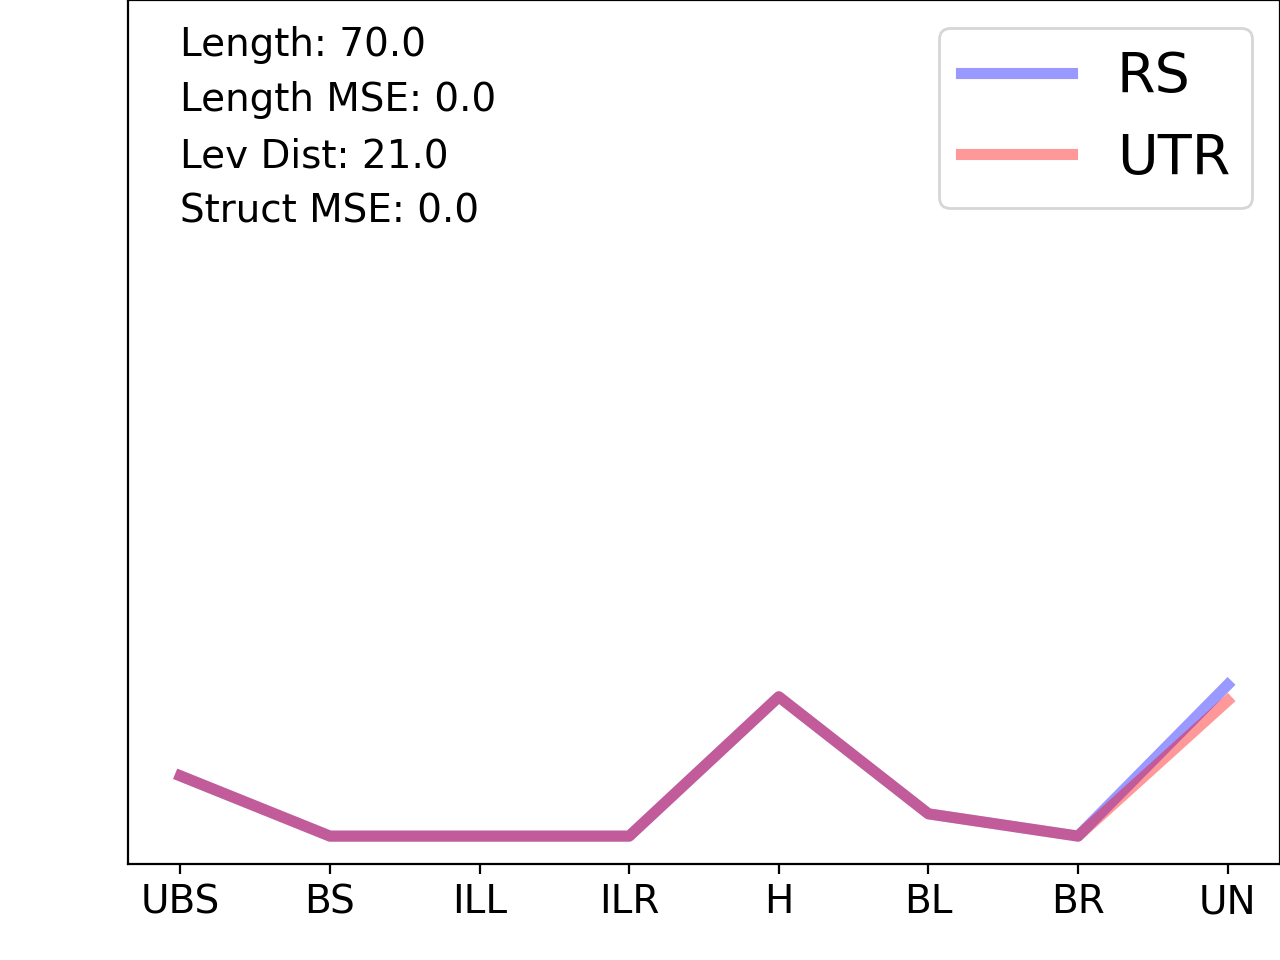 Length: 70.0
Length MSE: 0.0
Lev Dist: 21.0
Struct MSE: 0.0
RS
UTR
UBS BS ILL ILR H BL BR UN